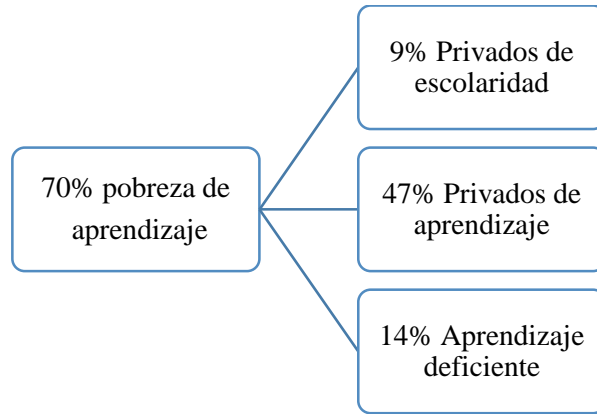 70% pobreza de
aprendizaje
9% Privados de
escolaridad
47% Privados de
aprendizaje
14% Aprendizaje
deficiente